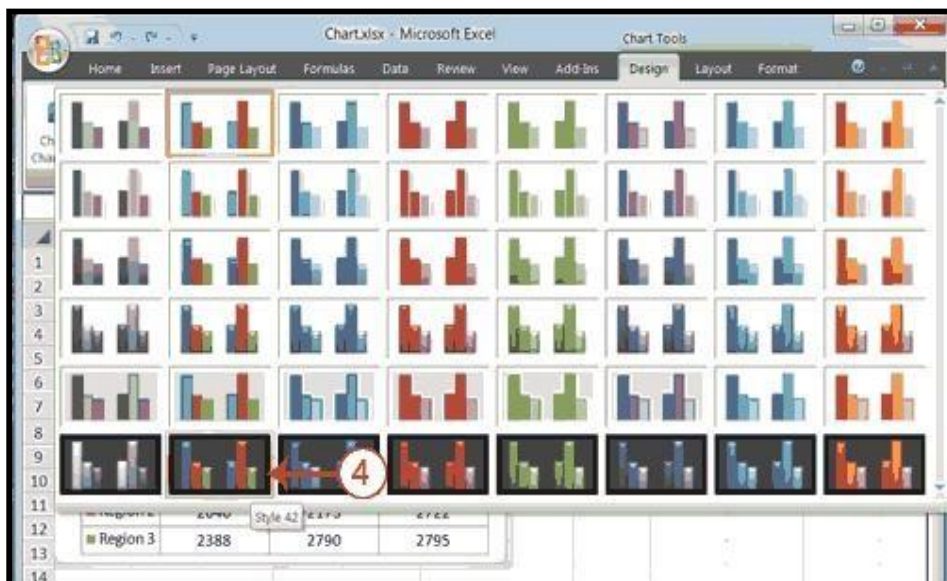 Chart.xlsx - Microsoft Excel
Chart Tools
Home Insert Page Layout Formulas Data Review View Add-Ins Design Layout Format
Ch
Char
1
2
3
4
5
6
7
8
9
10
11
12
13
14
4
Style 42
Region 3 2388 2790 2795